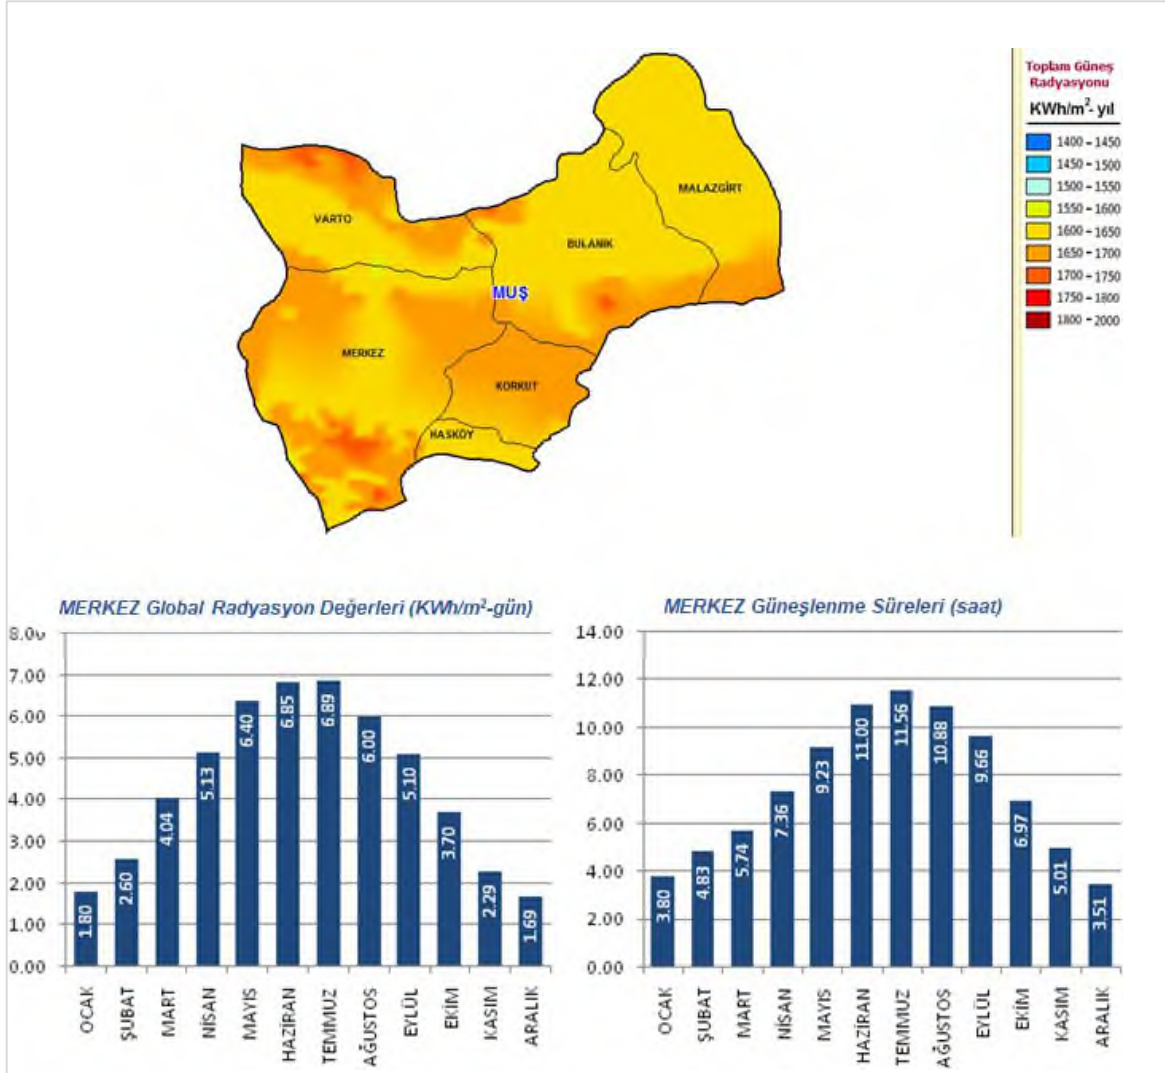 Toplam Güneş
Radyasyonu
KWh/m²- yıl
1400 - 1450
1450 - 1500
1500 - 1550
1550 - 1600
1600 - 1650
1650 - 1700
1700 - 1750
1750 - 1800
1800 - 2000
MALAZGİRT
VARTO
BULANIK
MUŞ
MERKEZ
KORKUT
HASKÖY
MERKEZ Global Radyasyon Değerleri (KWh/m²-gün)
8.00
7.00
6.00
5.00
4.00
3.00
2.00
1.00
0.00
1.80
2.60
4.04
5.13
6.40
6.85
6.89
6.00
5.10
3.70
2.29
1.69
OCAK
ŞUBAT
MART
NİSAN
MAYIS
HAZİRAN
TEMMUZ
AĞUSTOS
EYLÜL
EKİM
KASIM
ARALIK
MERKEZ Güneşlenme Süreleri (saat)
14.00
12.00
10.00
8.00
6.00
4.00
2.00
0.00
3.80
4.83
5.74
7.36
9.23
11.00
11.56
10.88
9.66
6.97
5.01
3.51
OCAK
ŞUBAT
MART
NİSAN
MAYIS
HAZİRAN
TEMMUZ
AĞUSTOS
EYLÜL
EKİM
KASIM
ARALIK